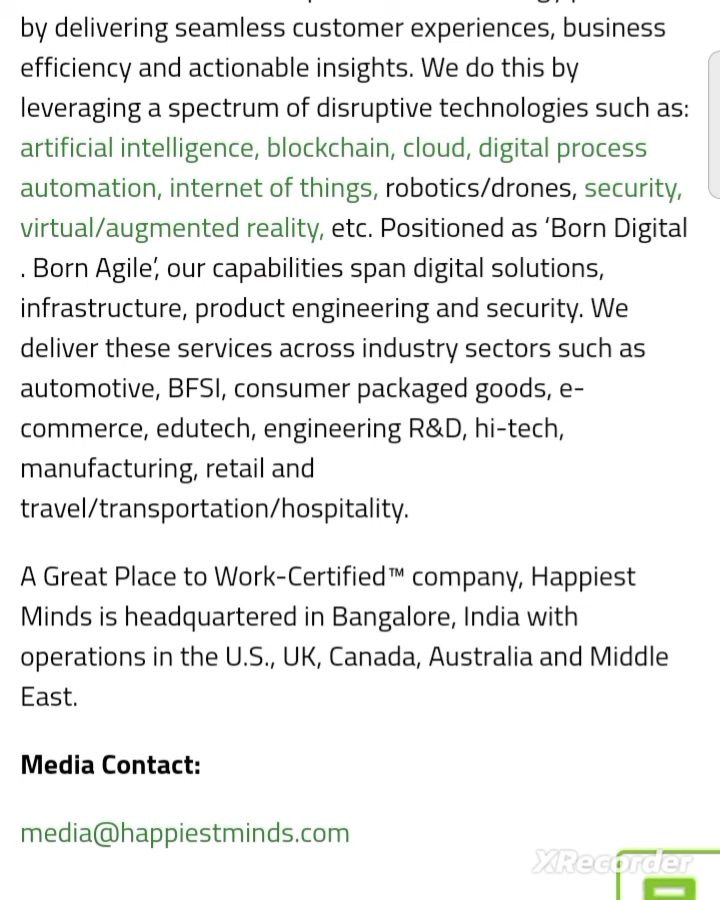 by delivering seamless customer experiences, business
efficiency and actionable insights. We do this by
leveraging a spectrum of disruptive technologies such as:
artificial intelligence, blockchain, cloud, digital process
automation, internet of things, robotics/drones, security,
virtual/augmented reality, etc. Positioned as ‘Born Digital
. Born Agile’, our capabilities span digital solutions,
infrastructure, product engineering and security. We
deliver these services across industry sectors such as
automotive, BFSI, consumer packaged goods, e-
commerce, edutech, engineering R&D, hi-tech,
manufacturing, retail and
travel/transportation/hospitality.
A Great Place to Work-Certified™ company, Happiest
Minds is headquartered in Bangalore, India with
operations in the U.S., UK, Canada, Australia and Middle
East.
Media Contact:
media@happiestminds.com
XRecorder